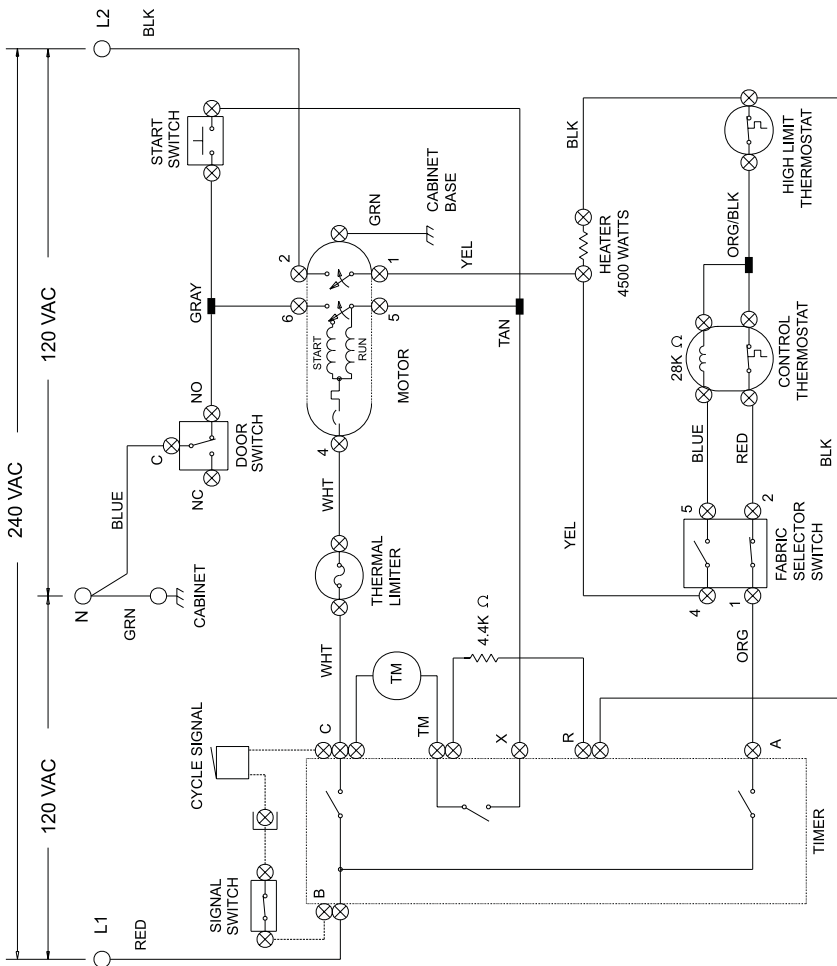 240 VAC
120 VAC
120 VAC
L1
RED
N
GRN
CABINET
BLUE
L2
BLK
CYCLE SIGNAL
SIGNAL
SWITCH
B
C
NC
NO
DOOR
SWITCH
GRAY
START
SWITCH
WHT
THERMAL
LIMITER
WHT
4
START
RUN
MOTOR
6
2
5
1
GRN
CABINET
BASE
YEL
TAN
C
TM
TM
X
R
A
TIMER
4.4K Ω
YEL
HEATER
4500 WATTS
BLK
ORG
4
1
5
2
FABRIC
SELECTOR
SWITCH
BLUE
RED
28K Ω
CONTROL
THERMOSTAT
ORG/BLK
HIGH LIMIT
THERMOSTAT
BLK